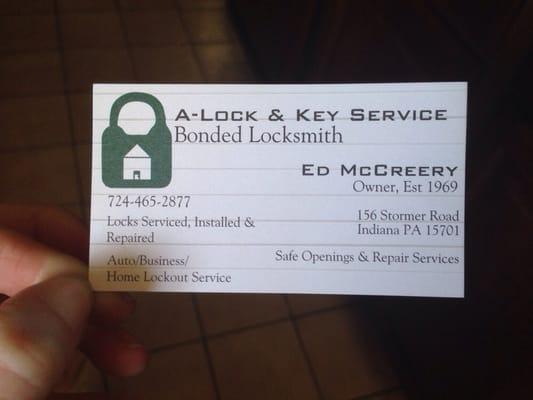 A-Lock & Key Service
Bonded Locksmith
Ed McCreery
Owner, Est 1969
724-465-2877
Locks Serviced, Installed &
Repaired
156 Stormer Road
Indiana PA 15701
Auto/Business/
Home Lockout Service
Safe Openings & Repair Services